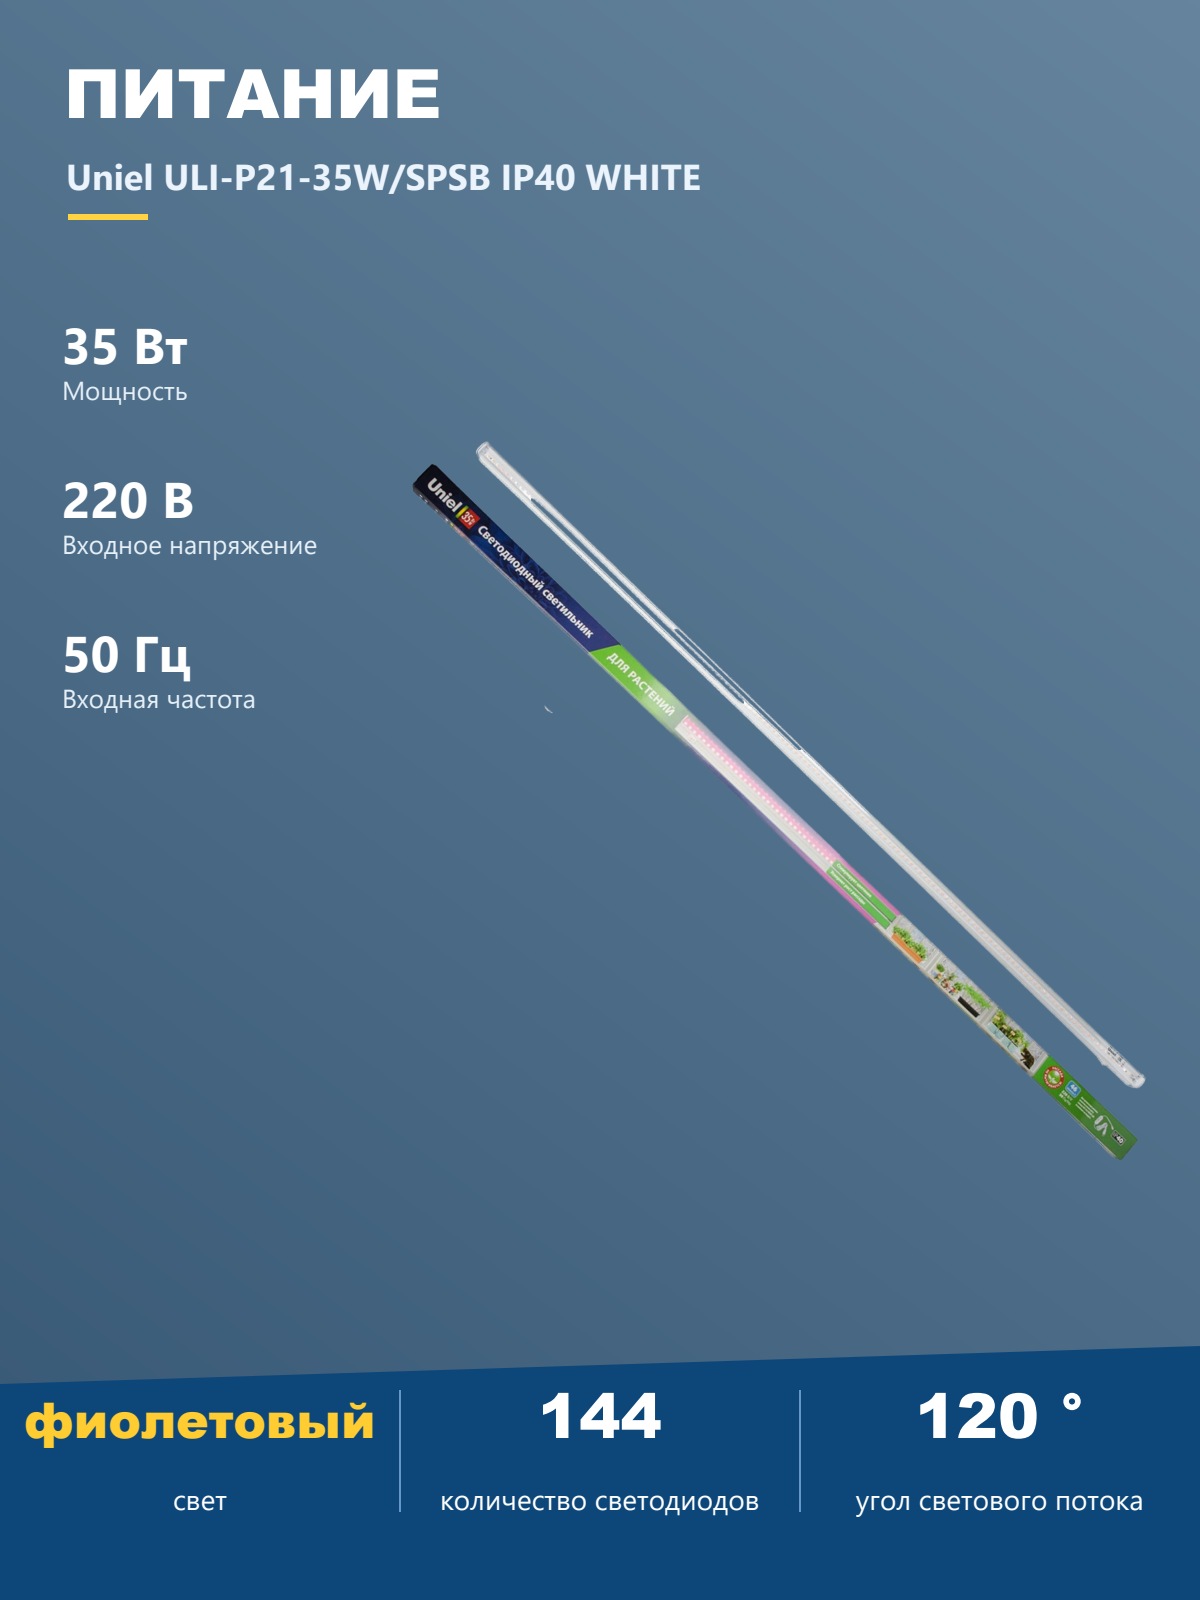 ПИТАНИЕ
Uniel ULI-P21-35W/SPSB IP40 WHITE
35 Вт
Мощность
220 В
Входное напряжение
50 Гц
Входная частота
Uniel 35
Светодиодный светильник
ДЛЯ РАСТЕНИЙ
фиолетовый
свет
144
количество светодиодов
120 °
угол светового потока